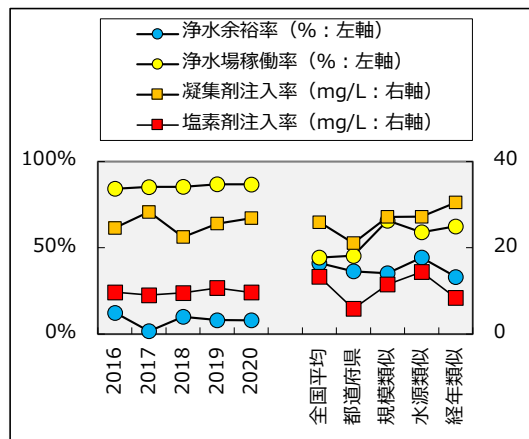 浄水余裕率（%：左軸）
浄水場稼働率（%：左軸）
凝集剤注入率（mg/L：右軸）
塩素剤注入率（mg/L：右軸）
100%
40
50%
20
0%
0
2016
2017
2018
2019
2020
全国平均
都道府県
規模類似
水源類似
経年類似